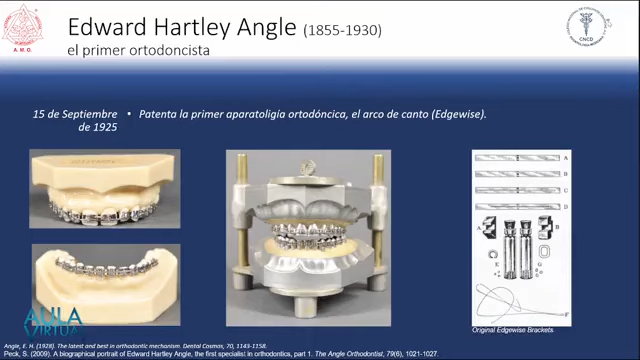 Edward Hartley Angle (1855-1930)
el primer ortodoncista
A. M. O.
CNCD
15 de Septiembre
de 1925
• Patenta la primer aparatoligía ortodóncica, el arco de canto (Edgewise).
A
B
C
D
A
B
E
G
F
Original Edgewise Brackets.
AULA
VIRTUA
Angle, E. H. (1928). The latest and best in orthodontic mechanism. Dental Cosmos, 70, 1143-1158.
Peck, S. (2009). A biographical portrait of Edward Hartley Angle, the first specialist in orthodontics, part 1. The Angle Orthodontist, 79(6), 1021-1027.